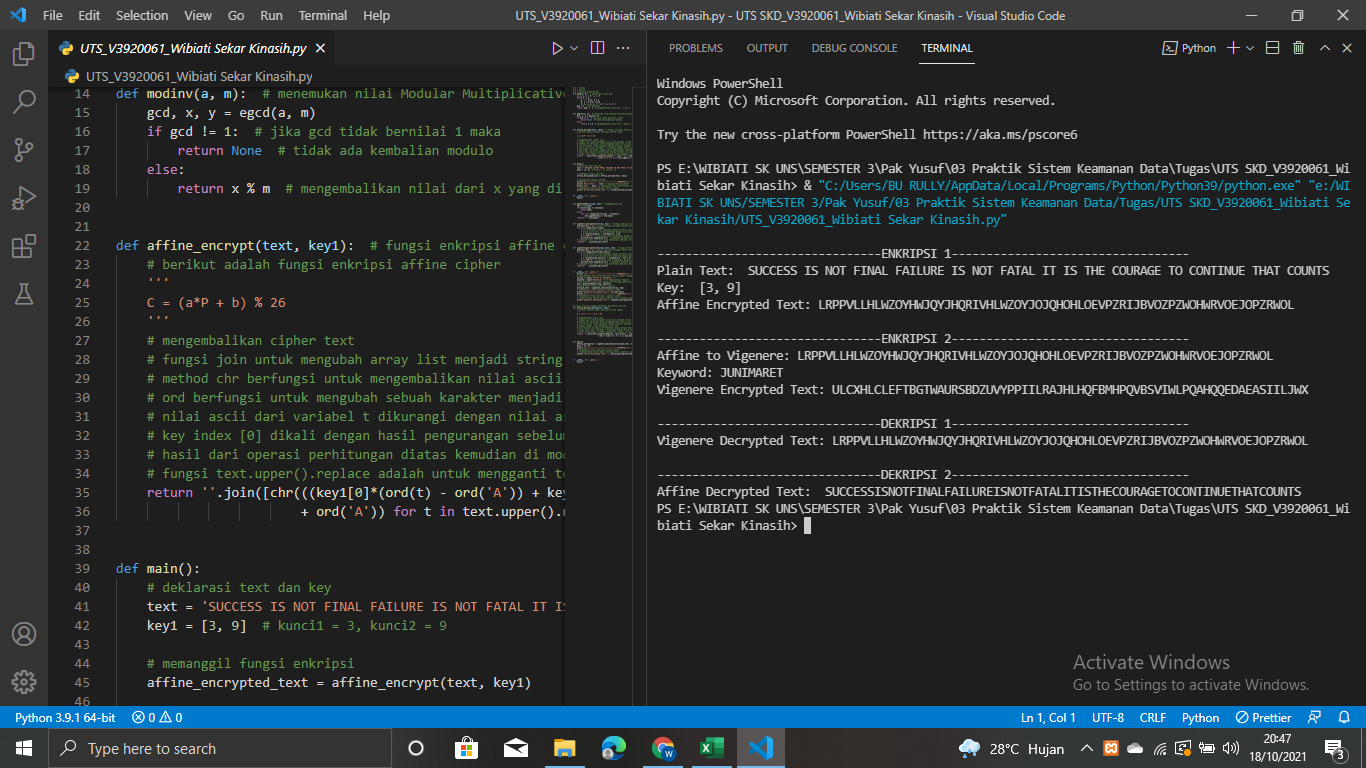 File Edit Selection View Go Run Terminal Help
UTS_V3920061_Wibiati Sekar Kinasih.py - UTS SKD_V3920061_Wibiati Sekar Kinasih - Visual Studio Code
UTS_V3920061_Wibiati Sekar Kinasih.py
UTS_V3920061_Wibiati Sekar Kinasih.py
14 def modinv(a, m):  # menemukan nilai Modular Multiplicativ
15 gcd, x, y = egcd(a, m)
16 if gcd != 1:  # jika gcd tidak bernilai 1 maka
17 return None  # tidak ada kembalian modulo
18 else:
19 return x % m  # mengembalikan nilai dari x yang di
20
21
22 def affine_encrypt(text, key1):  # fungsi enkripsi affine
23 # berikut adalah fungsi enkripsi affine cipher
24 '''
25 C = (a*P + b) % 26
26 '''
27 # mengembalikan cipher text
28 # fungsi join untuk mengubah array list menjadi string
29 # method chr berfungsi untuk mengembalikan nilai ascii
30 # ord berfungsi untuk mengubah sebuah karakter menjadi
31 # nilai ascii dari variabel t dikurangi dengan nilai as
32 # key index [0] dikali dengan hasil pengurangan sebelum
33 # hasil dari operasi perhitungan diatas kemudian di mo
34 # fungsi text.upper().replace adalah untuk mengganti te
35 return ''.join([chr(((key1[0]*(ord(t) - ord('A')) + key
36 + ord('A')) for t in text.upper().
37
38
39 def main():
40 # deklarasi text dan key
41 text = 'SUCCESS IS NOT FINAL FAILURE IS NOT FATAL IT IS
42 key1 = [3, 9]  # kunci1 = 3, kunci2 = 9
43
44 # memanggil fungsi enkripsi
45 affine_encrypted_text = affine_encrypt(text, key1)
46
PROBLEMS OUTPUT DEBUG CONSOLE TERMINAL
Python
Windows PowerShell
Copyright (C) Microsoft Corporation. All rights reserved.
Try the new cross-platform PowerShell https://aka.ms/pscore6
PS E:\WIBIATI SK UNS\SEMESTER 3\Pak Yusuf\03 Praktik Sistem Keamanan Data\Tugas\UTS SKD_V3920061_Wi
biati Sekar Kinasih> & "C:/Users/BU RULLY/AppData/Local/Programs/Python/Python39/python.exe" "e:/WI
BIATI SK UNS/SEMESTER 3/Pak Yusuf/03 Praktik Sistem Keamanan Data/Tugas/UTS SKD_V3920061_Wibiati Se
kar Kinasih/UTS_V3920061_Wibiati Sekar Kinasih.py"
--------------------------------ENKRIPSI 1----------------------------------
Plain Text:  SUCCESS IS NOT FINAL FAILURE IS NOT FATAL IT IS THE COURAGE TO CONTINUE THAT COUNTS
Key:  [3, 9]
Affine Encrypted Text: LRPPVLLHLWZOYHWJQYJHQRIVHLWZOYJOJQHOHLOEVPZRIJBVOZPZWOHWRVOEJOPZRWOL
--------------------------------ENKRIPSI 2----------------------------------
Affine to Vigenere: LRPPVLLHLWZOYHWJQYJHQRIVHLWZOYJOJQHOHLOEVPZRIJBVOZPZWOHWRVOEJOPZRWOL
Keyword: JUNIMARET
Vigenere Encrypted Text: ULCXHLCLEFTBGTWAURSBDZUVYPPIILRAJHLHQFBMHPQVBSVIWLPQAHQQEDAEASIILJWX
--------------------------------DEKRIPSI 1----------------------------------
Vigenere Decrypted Text: LRPPVLLHLWZOYHWJQYJHQRIVHLWZOYJOJQHOHLOEVPZRIJBVOZPZWOHWRVOEJOPZRWOL
--------------------------------DEKRIPSI 2----------------------------------
Affine Decrypted Text:  SUCCESSISNOTFINALFAILUREISNOTFATALITISTHECOURAGETOCONTINUETHATCOUNTS
PS E:\WIBIATI SK UNS\SEMESTER 3\Pak Yusuf\03 Praktik Sistem Keamanan Data\Tugas\UTS SKD_V3920061_Wi
biati Sekar Kinasih>
Activate Windows
Go to Settings to activate Windows.
Python 3.9.1 64-bit 0 0 Ln 1, Col 1 UTF-8 CRLF Python Prettier
Type here to search
28°C Hujan
20:47
18/10/2021
3